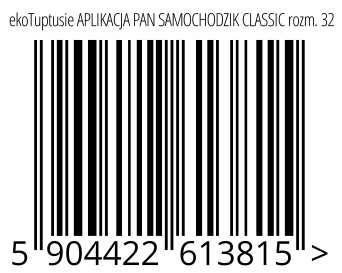 ekoTuptusie APLIKACJA PAN SAMOCHODZIK CLASSIC rozm. 32
5 904422 613815 >